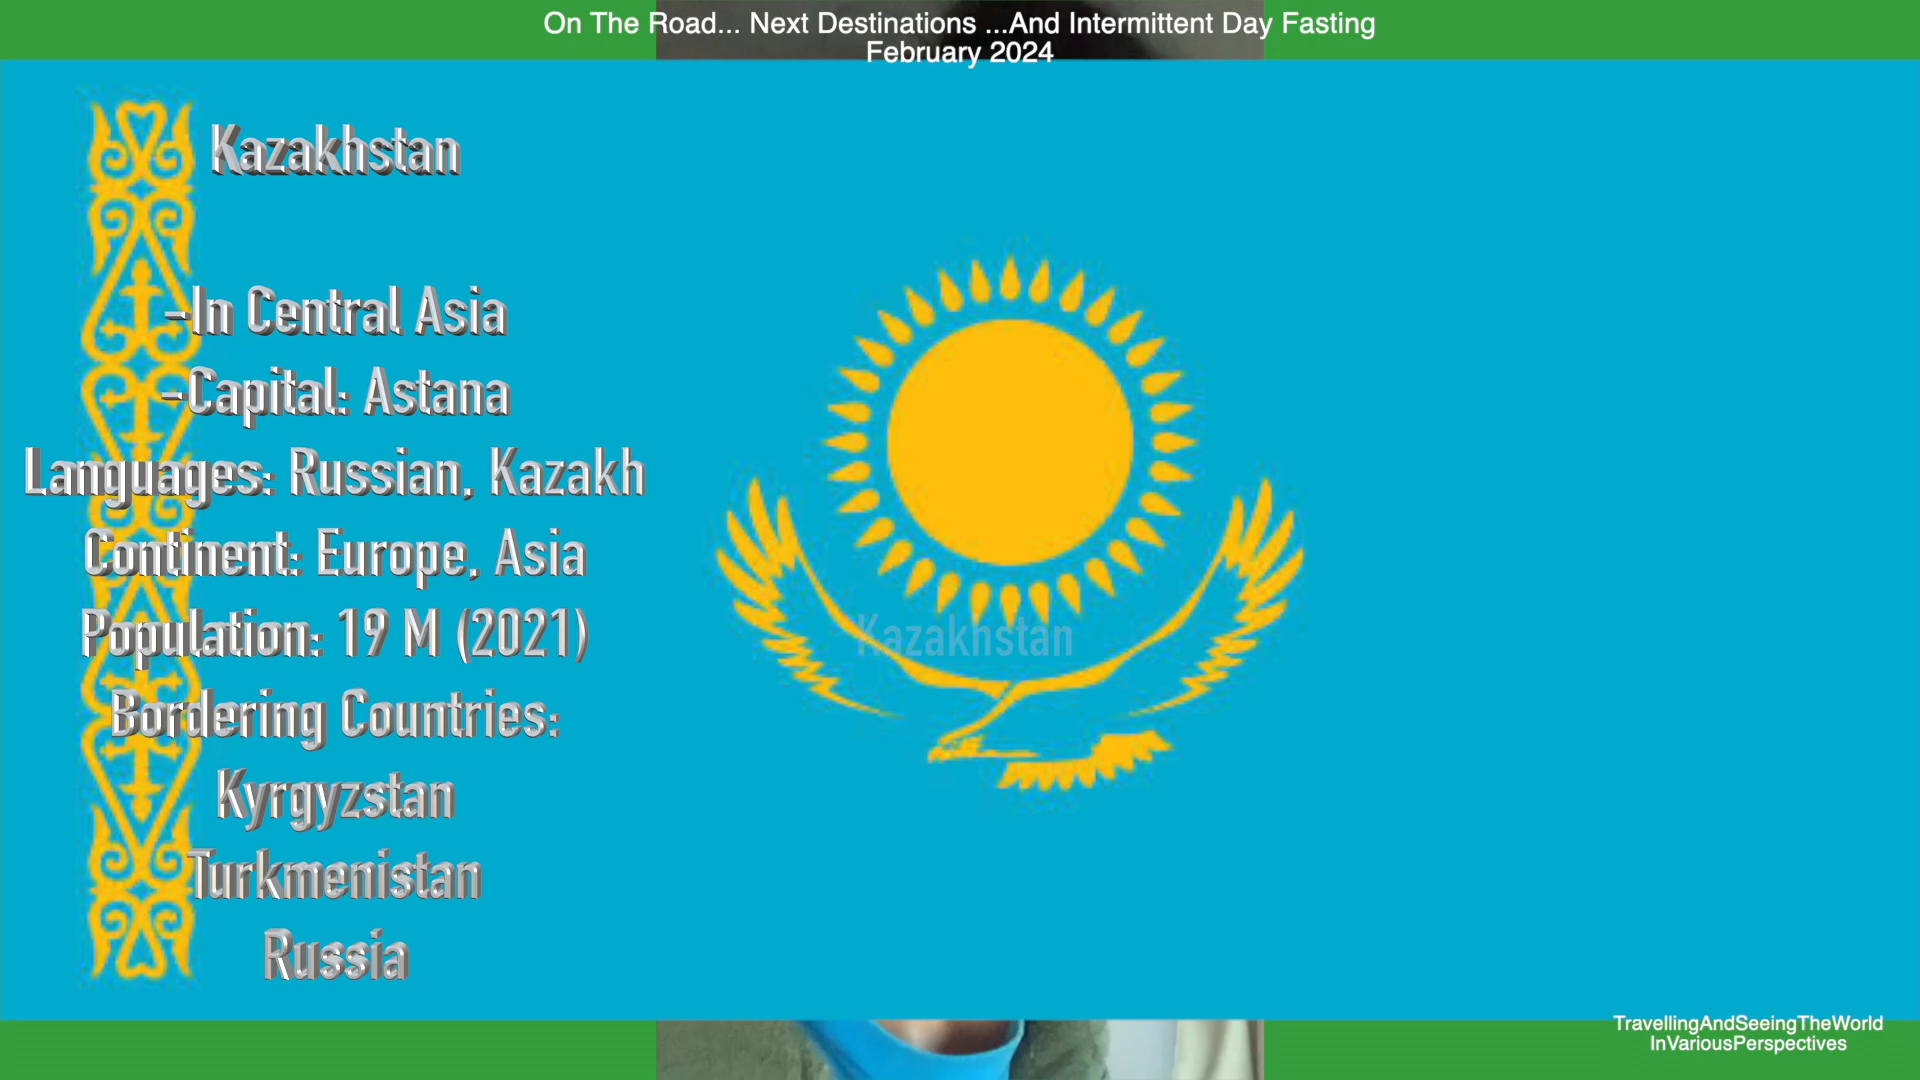 On The Road... Next Destinations ...And Intermittent Day Fasting
February 2024
Kazakhstan
-In Central Asia
-Capital: Astana
Languages: Russian, Kazakh
Continent: Europe, Asia
Population: 19 M (2021)
Bordering Countries:
Kyrgyzstan
Turkmenistan
Russia
Kazakhstan
TravellingAndSeeingTheWorld
InVariousPerspectives